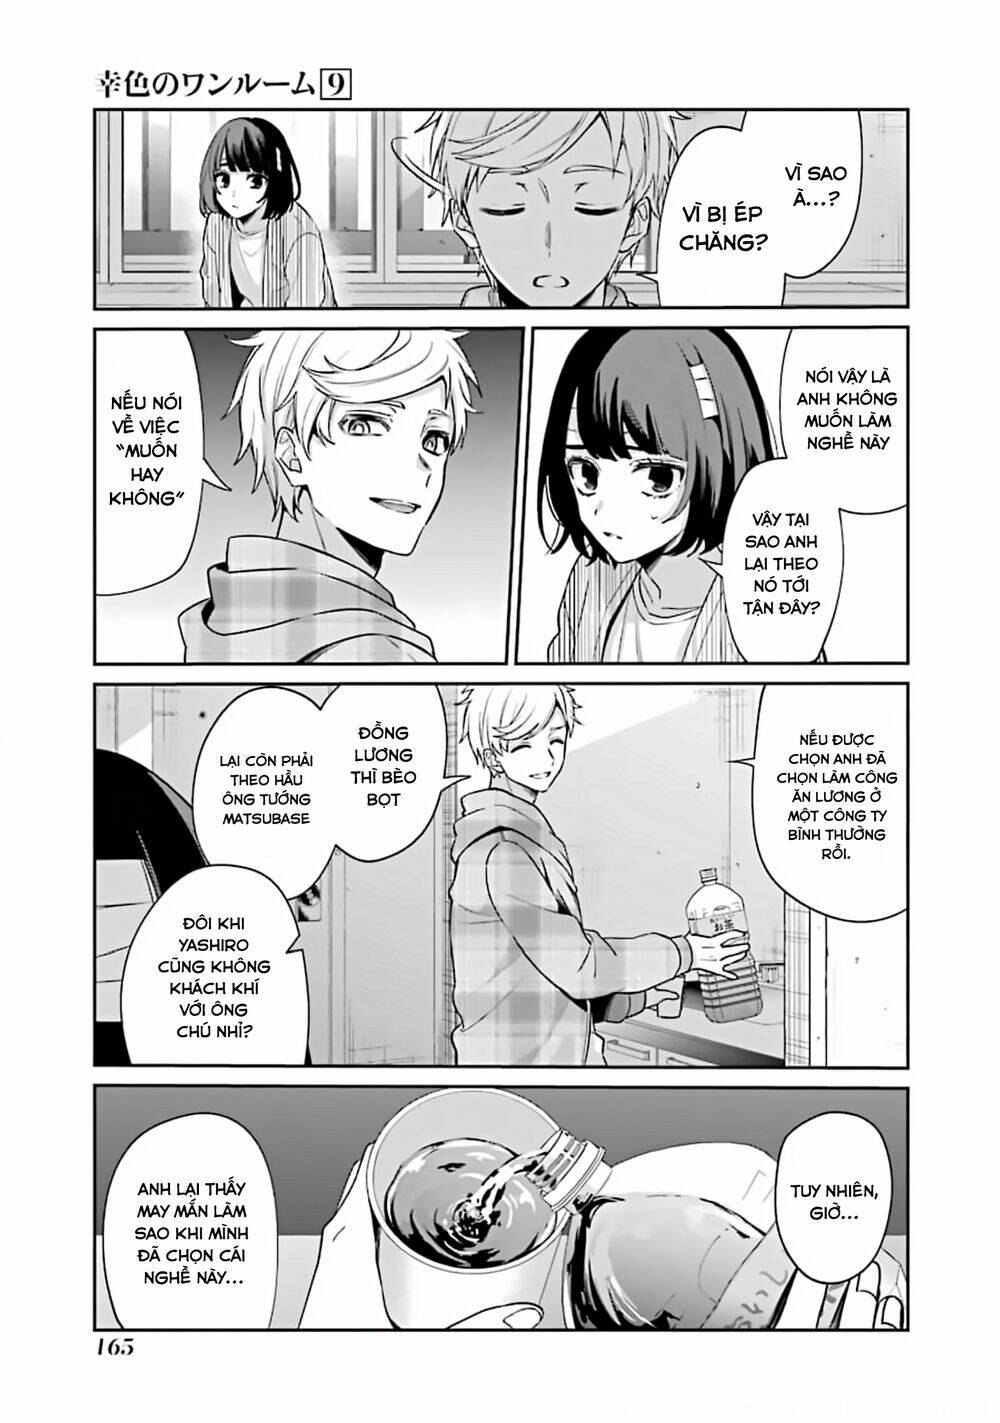 幸色のワンルーム 9
VÌ SAO
À...?
VÌ BỊ ÉP
CHĂNG?
NÓI VẬY LÀ
ANH KHÔNG
MUỐN LÀM
NGHỀ NÀY
VẬY TẠI
SAO ANH
LẠI THEO
NÓ TỚI
TẬN ĐÂY?
NẾU NÓI
VỀ VIỆC
“MUỐN
HAY
KHÔNG”
NẾU ĐƯỢC
CHỌN ANH ĐÃ
CHỌN LÀM CÔNG
ĂN LƯƠNG Ở
MỘT CÔNG TY
BÌNH THƯỜNG
RỒI.
お茶
ĐỒNG
LƯƠNG
THÌ BÈO
BỌT
LẠI CÒN PHẢI
THEO HẦU
ÔNG TƯỚNG
MATSUBASE
ĐÔI KHI
YASHIRO
CŨNG KHÔNG
KHÁCH KHÍ
VỚI ÔNG
CHÚ NHỈ?
TUY NHIÊN,
GIỜ...
ANH LẠI THẤY
MAY MẮN LÀM
SAO KHI MÌNH
ĐÃ CHỌN CÁI
NGHỀ NÀY...
165